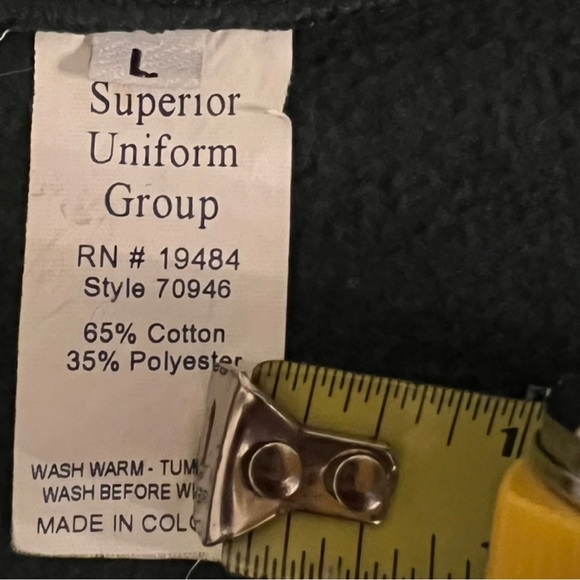 L
Superior
Uniform
Group
RN # 19484
Style 70946
65% Cotton
35% Polyester
WASH WARM - TUM
WASH BEFORE W
MADE IN COLO
1